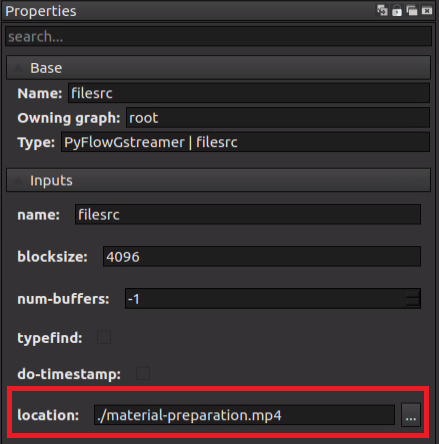 Properties
search...
Base
Name: filesrc
Owning graph: root
Type: PyFlowGstreamer | filesrc
Inputs
name: filesrc
blocksize: 4096
num-buffers: -1
typefind:
do-timestamp:
location: ./material-preparation.mp4 ...